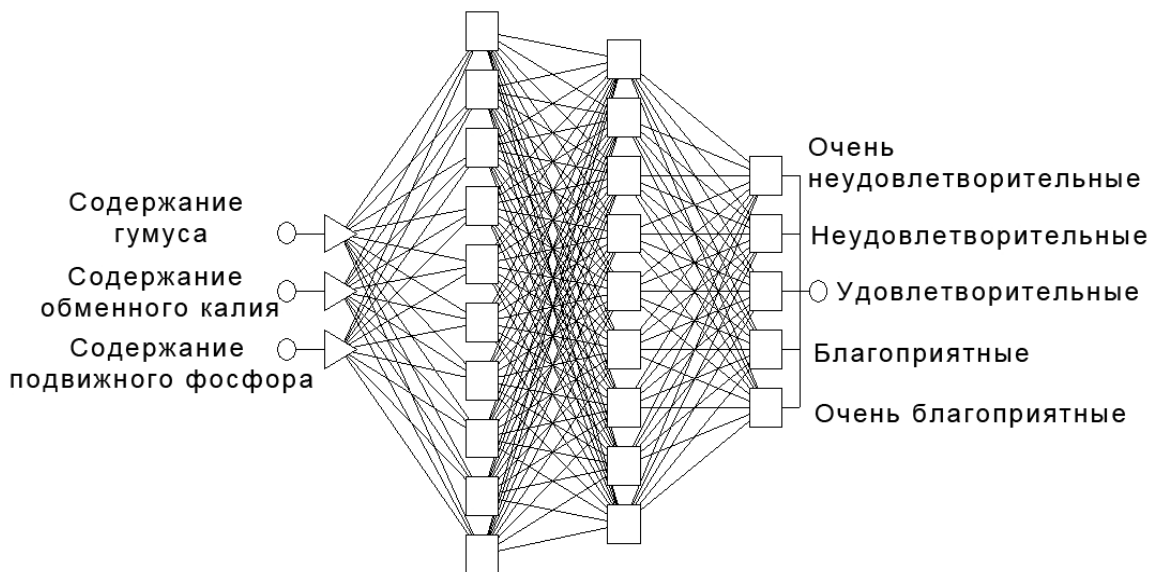 Содержание
гумуса
Содержание
обменного калия
Содержание
подвижного фосфора
Очень
неудовлетворительные
Неудовлетворительные
Удовлетворительные
Благоприятные
Очень благоприятные